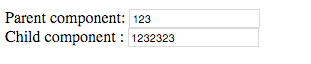 Parent component: 123
Child component : 1232323